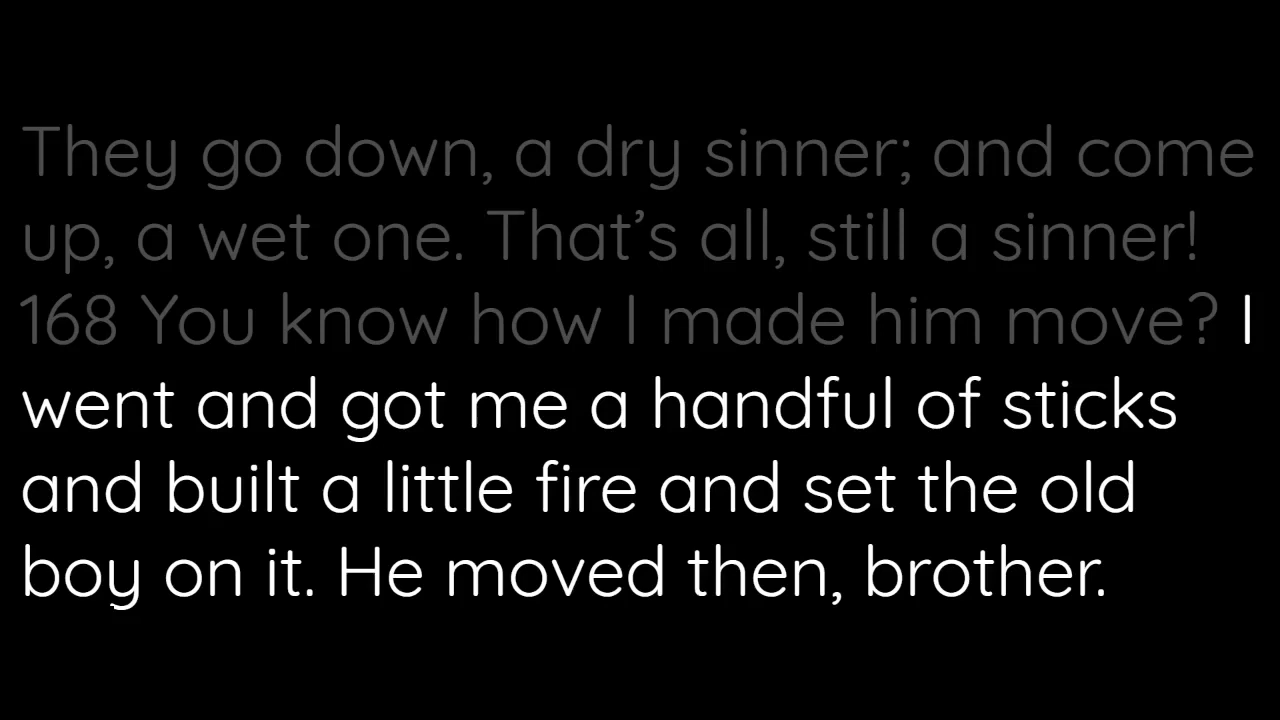 They go down, a dry sinner; and come
up, a wet one. That’s all, still a sinner!
168 You know how I made him move? I
went and got me a handful of sticks
and built a little fire and set the old
boy on it. He moved then, brother.